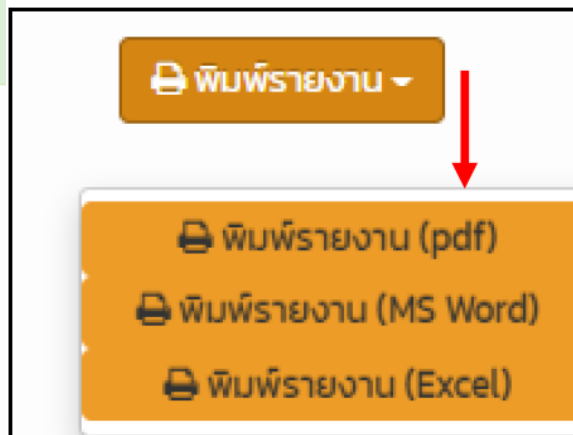 พิมพ์รายงาน
พิมพ์รายงาน (pdf)
พิมพ์รายงาน (MS Word)
พิมพ์รายงาน (Excel)